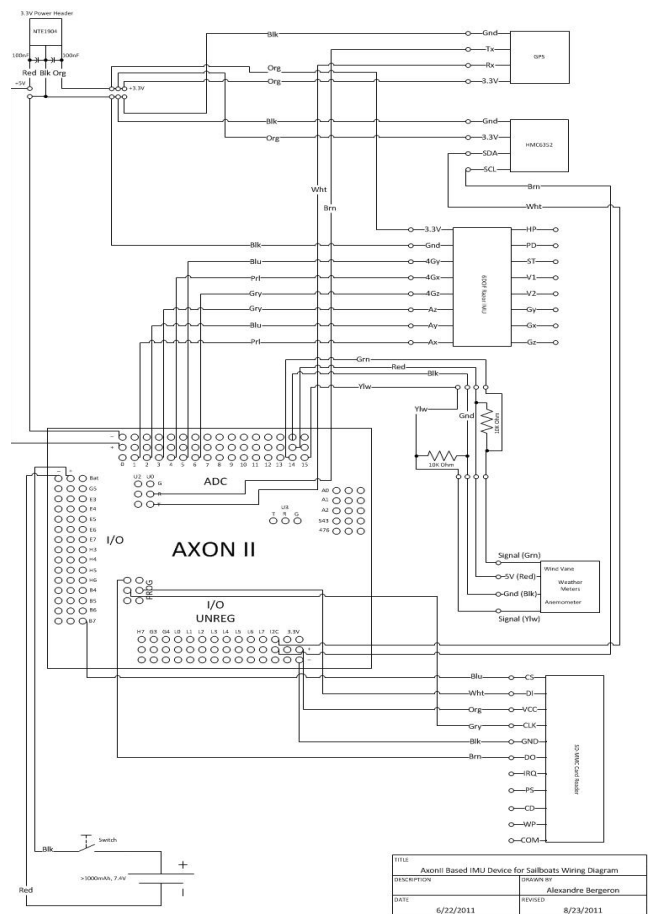 3.3V Power Header
NTE1904
100nF
100nF
Red Blk Org
~5V
+3.3V
Blk
Gnd
Tx
Rx
3.3V
GPS
Org
Org
Blk
Org
Gnd
3.3V
SDA
SCL
HMC6352
Brn
Wht
Wht
Brn
Blk
Blu
Prl
Gry
Gry
Blu
Prl
3.3V
Gnd
4Gy
4Gx
4Gz
Az
Ay
Ax
6DOF Razor IMU
HP
PD
ST
V1
V2
Gy
Gx
Gz
Grn
Red
Blk
Ylw
Ylw
Gnd
10K Ohm
10K Ohm
- +
0 1 2 3 4 5 6 7 8 9 10 11 12 13 14 15
ADC
U2 U0
G
R
T
U3
T R G
A0
A1
A2
543
476
- +
Bat
G5
E3
E4
E5
E6
E7
H3
H4
H5
H6
B4
B5
B6
B7
I/O
AXON II
PROG
I/O
UNREG
H7 G3 G4 L0 L1 L2 L3 L4 L5 L6 L7 I2C 3.3V
+
-
Signal (Grn)
5V (Red)
Gnd (Blk)
Signal (Ylw)
Wind Vane
Weather
Meters
Anemometer
Blu
Wht
Org
Gry
Blk
Brn
CS
DI
VCC
CLK
GND
DO
IRQ
PS
CD
WP
COM
SD MMC Card Reader
Switch
Blk
Red
>1000mAh, 7.4V
+
TITLE
AxonII Based IMU Device for Sailboats Wiring Diagram
DESCRIPTION
DRAWN BY
Alexandre Bergeron
DATE
6/22/2011
REVISED
8/23/2011